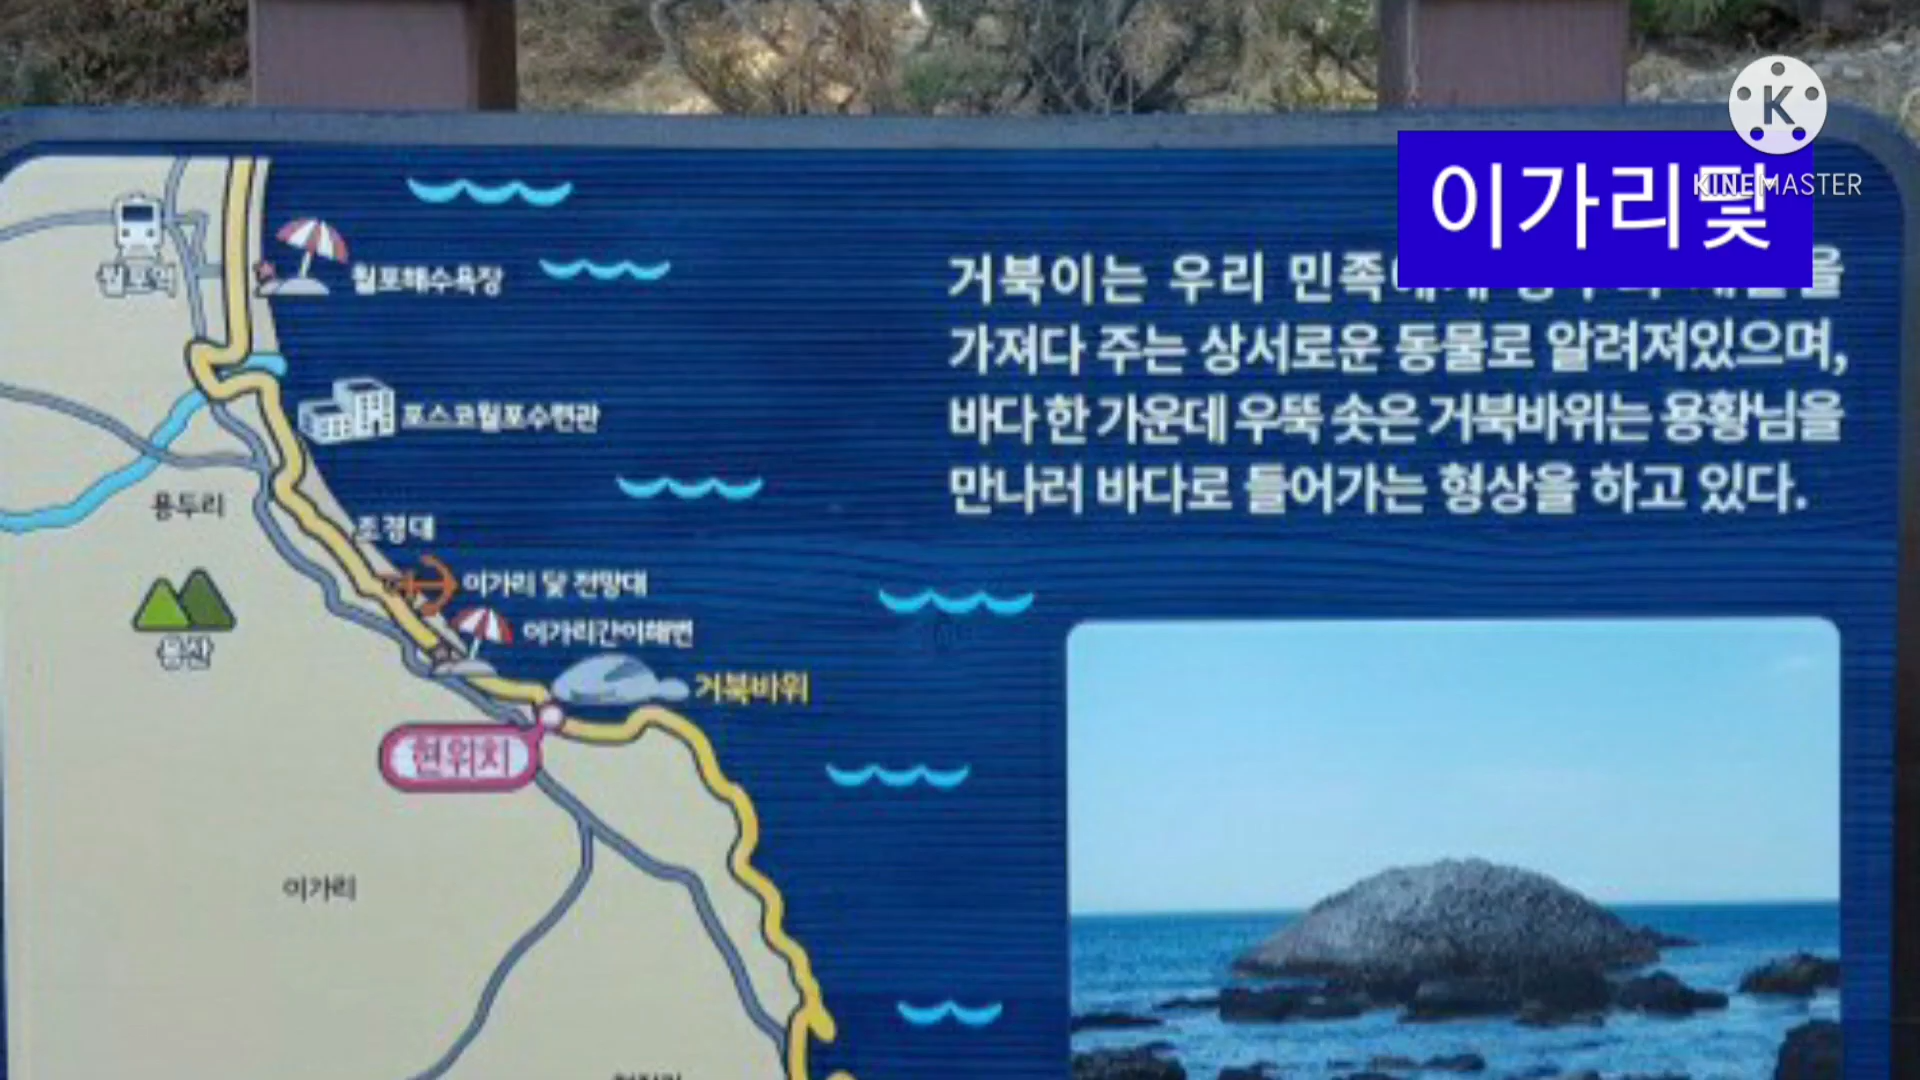 이가리닻
KINEMASTER
거북이는 우리 민족
가져다 주는 상서로운 동물로 알려져있으며,
바다 한 가운데 우뚝 솟은 거북바위는 용황님을
만나러 바다로 들어가는 형상을 하고 있다.
월포역
월포해수욕장
포스코월포수련관
용두리
조경대
이가리 닻 전망대
이가리간이해변
용산
거북바위
현위치
이가리